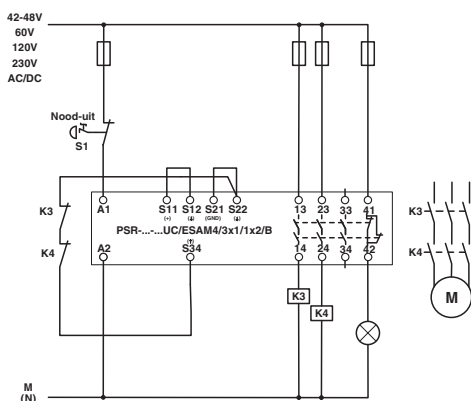 42-48V
60V
120V
230V
AC/DC
Nood-uit
S1
A1 S11 S12 S21 S22 13 23 33 41
(+) (GND)
K3
PSR-...-...UC/ESAM4/3x1/1x2/B
K4
A2 S34 14 24 34 42
K3
K4
K3
K4
M
M
(N)